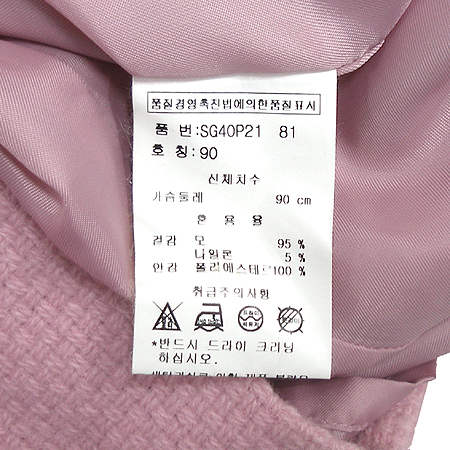 품질경영촉진법에의한품질표시
품 번:SG40P21 81
호 칭:90
신체치수
가슴둘레 90 cm
혼 용 율
겉감 모 95 %
나일론 5 %
안감 폴리에스테르100 %
취급주의사항
*반드시 드라이 크리닝
하십시오.